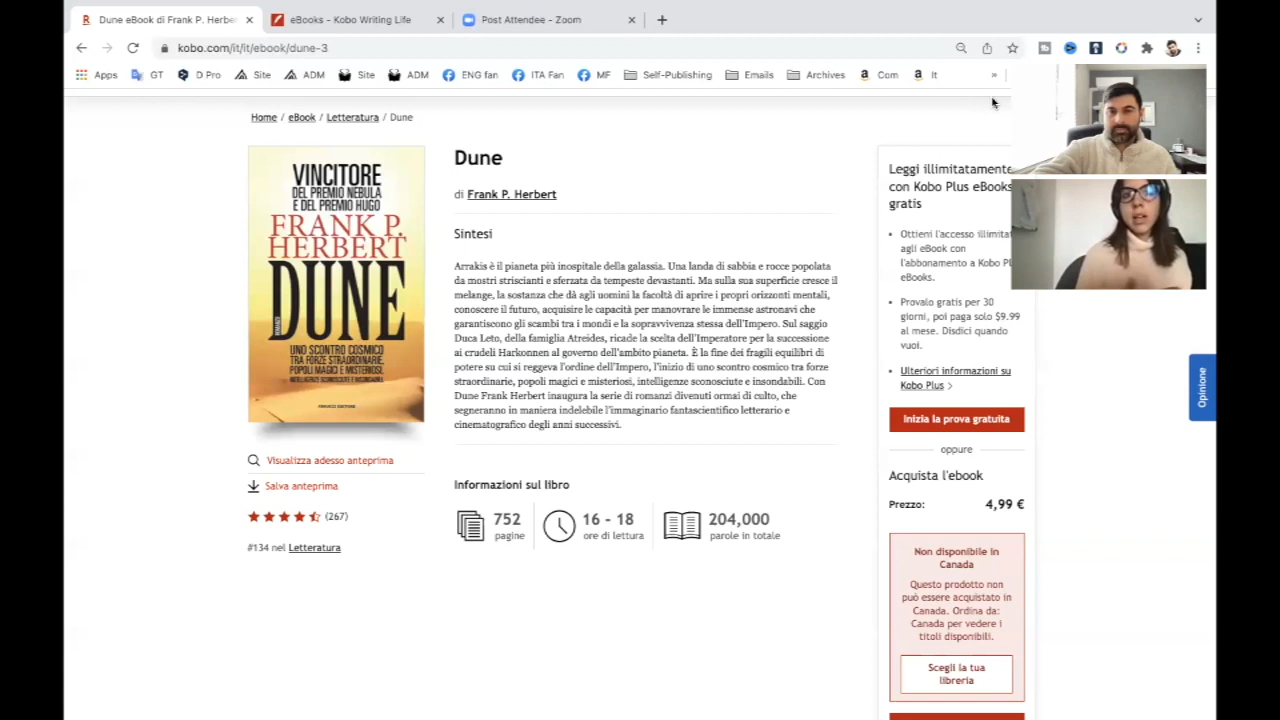 Dune eBook di Frank P. Herbe
eBooks - Kobo Writing Life
Post Attendee - Zoom
kobo.com/it/it/ebook/dune-3
Apps
GT
D Pro
Site
ADM
Site
ADM
ENG fan
ITA Fan
MF
Self-Publishing
Emails
Archives
Com
It
»
Home / eBook / Letteratura / Dune
VINCITORE
DEL PREMIO NEBULA
E DEL PREMIO HUGO
FRANK P.
HERBERT
DUNE
ROMANZO
UNO SCONTRO COSMICO
TRA FORZE STRAORDINARIE,
POPOLI MAGICI E MISTERIOSI,
INTELLIGENZE SCONOSCIUTE E INSONDABILI.
FANUCCI EDITORE
Visualizza adesso anteprima
Salva anteprima
(267)
#134 nel Letteratura
Dune
di Frank P. Herbert
Sintesi
Arrakis è il pianeta più inospitale della galassia. Una landa di sabbia e rocce popolata
da mostri striscianti e sferzata da tempeste devastanti. Ma sulla sua superficie cresce il
melange, la sostanza che dà agli uomini la facoltà di aprire i propri orizzonti mentali,
conoscere il futuro, acquisire le capacità per manovrare le immense astronavi che
garantiscono gli scambi tra i mondi e la sopravvivenza stessa dell'Impero. Sul saggio
Duca Leto, della famiglia Atreides, ricade la scelta dell'Imperatore per la successione
ai crudeli Harkonnen al governo dell'ambito pianeta. È la fine dei fragili equilibri di
potere su cui si reggeva l'ordine dell'Impero, l'inizio di uno scontro cosmico tra forze
straordinarie, popoli magici e misteriosi, intelligenze sconosciute e insondabili. Con
Dune Frank Herbert inaugura la serie di romanzi divenuti ormai di culto, che
segneranno in maniera indelebile l'immaginario fantascientifico letterario e
cinematografico degli anni successivi.
Informazioni sul libro
752
pagine
16 - 18
ore di lettura
204,000
parole in totale
Leggi illimitatamente
con Kobo Plus eBooks
gratis
Ottieni l'accesso illimitat
agli eBook con
l'abbonamento a Kobo Pl
eBooks.
Provalo gratis per 30
giorni, poi paga solo $9.99
al mese. Disdici quando
vuoi.
Ulteriori informazioni su
Kobo Plus
Inizia la prova gratuita
oppure
Acquista l'ebook
Prezzo: 4,99 €
Non disponibile in
Canada
Questo prodotto non
può essere acquistato in
Canada. Ordina da:
Canada per vedere i
titoli disponibili.
Scegli la tua
libreria
Opinione